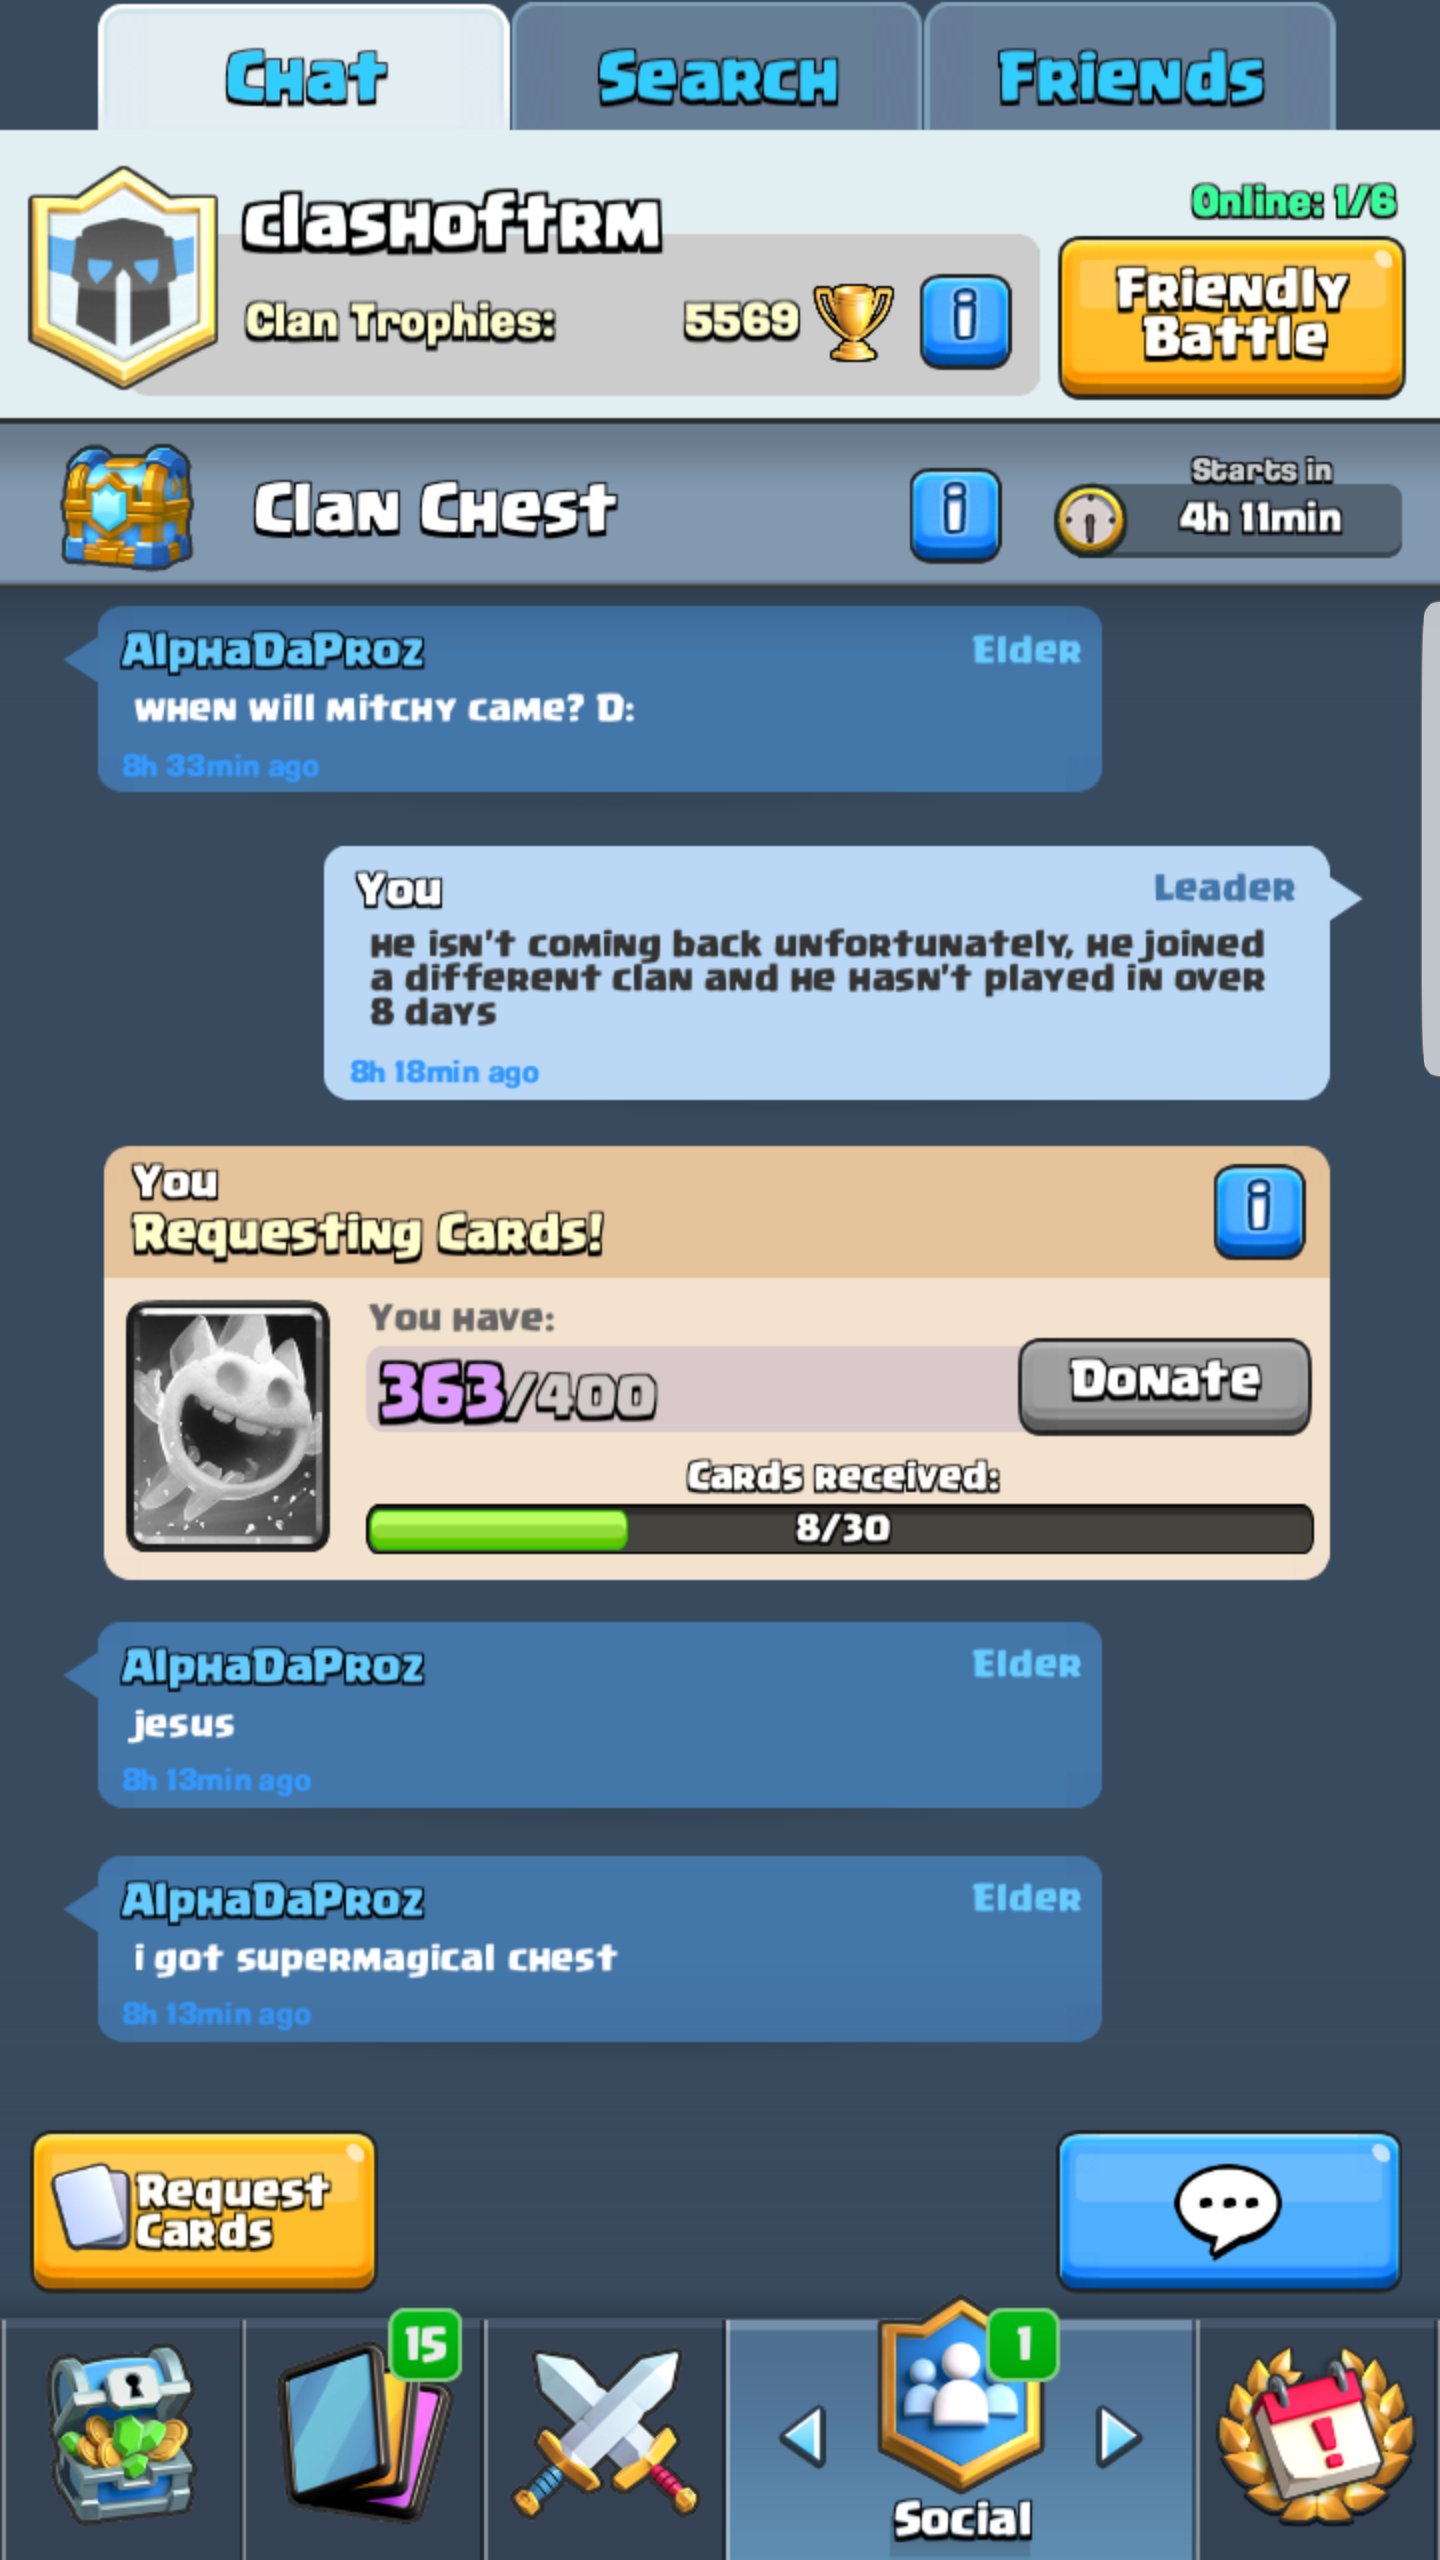 Chat
Search
Friends
clashoftrm
Online: 1/6
Clan Trophies: 5569
i
Friendly
Battle
Clan Chest
i
Starts in
4h 11min
AlphaDaProz
Elder
when will mitchy came? D:
8h 33min ago
You
Leader
He isn't coming back unfortunately, he joined
a different clan and he hasn't played in over
8 days
8h 18min ago
You
Requesting Cards!
i
You have:
363/400
Donate
Cards received:
8/30
AlphaDaProz
Elder
jesus
8h 13min ago
AlphaDaProz
Elder
i got supermagical chest
8h 13min ago
Request
Cards
15
1
Social